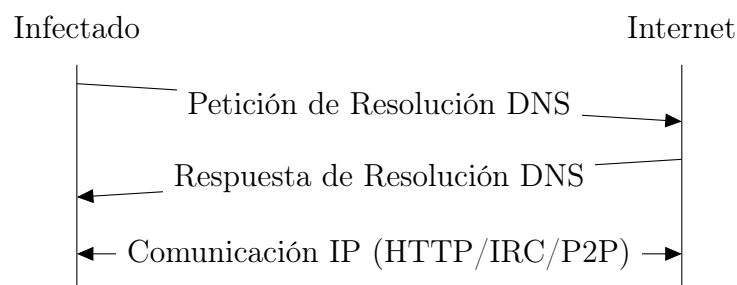 Infectado
Internet
Petición de Resolución DNS
Respuesta de Resolución DNS
Comunicación IP (HTTP/IRC/P2P)